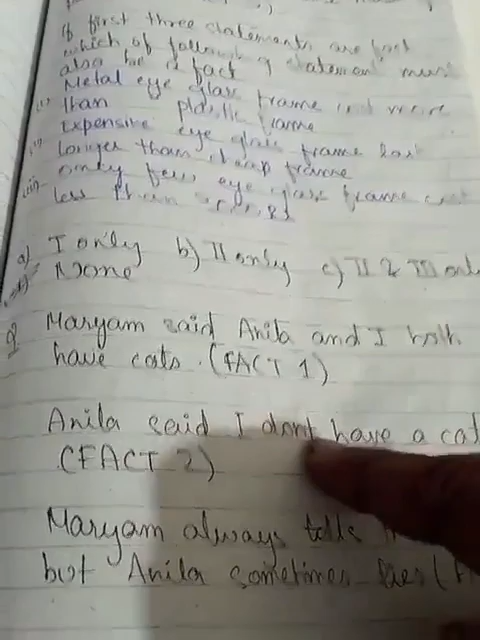 If first three statements are fact
which of following statement must
also be a fact
Metal eye glass frame cost more
than plastic frame
Expensive eye glass frame last
longer than cheap frame
only few eye glass frame cost
less than
a) I only b) II only c) II & III onl
None
Q Maryam said Anila and I both
have cats. (FACT 1)
Anila said I dont have a cat
(FACT 2)
Maryam always tells
but Anila sometimes lies (